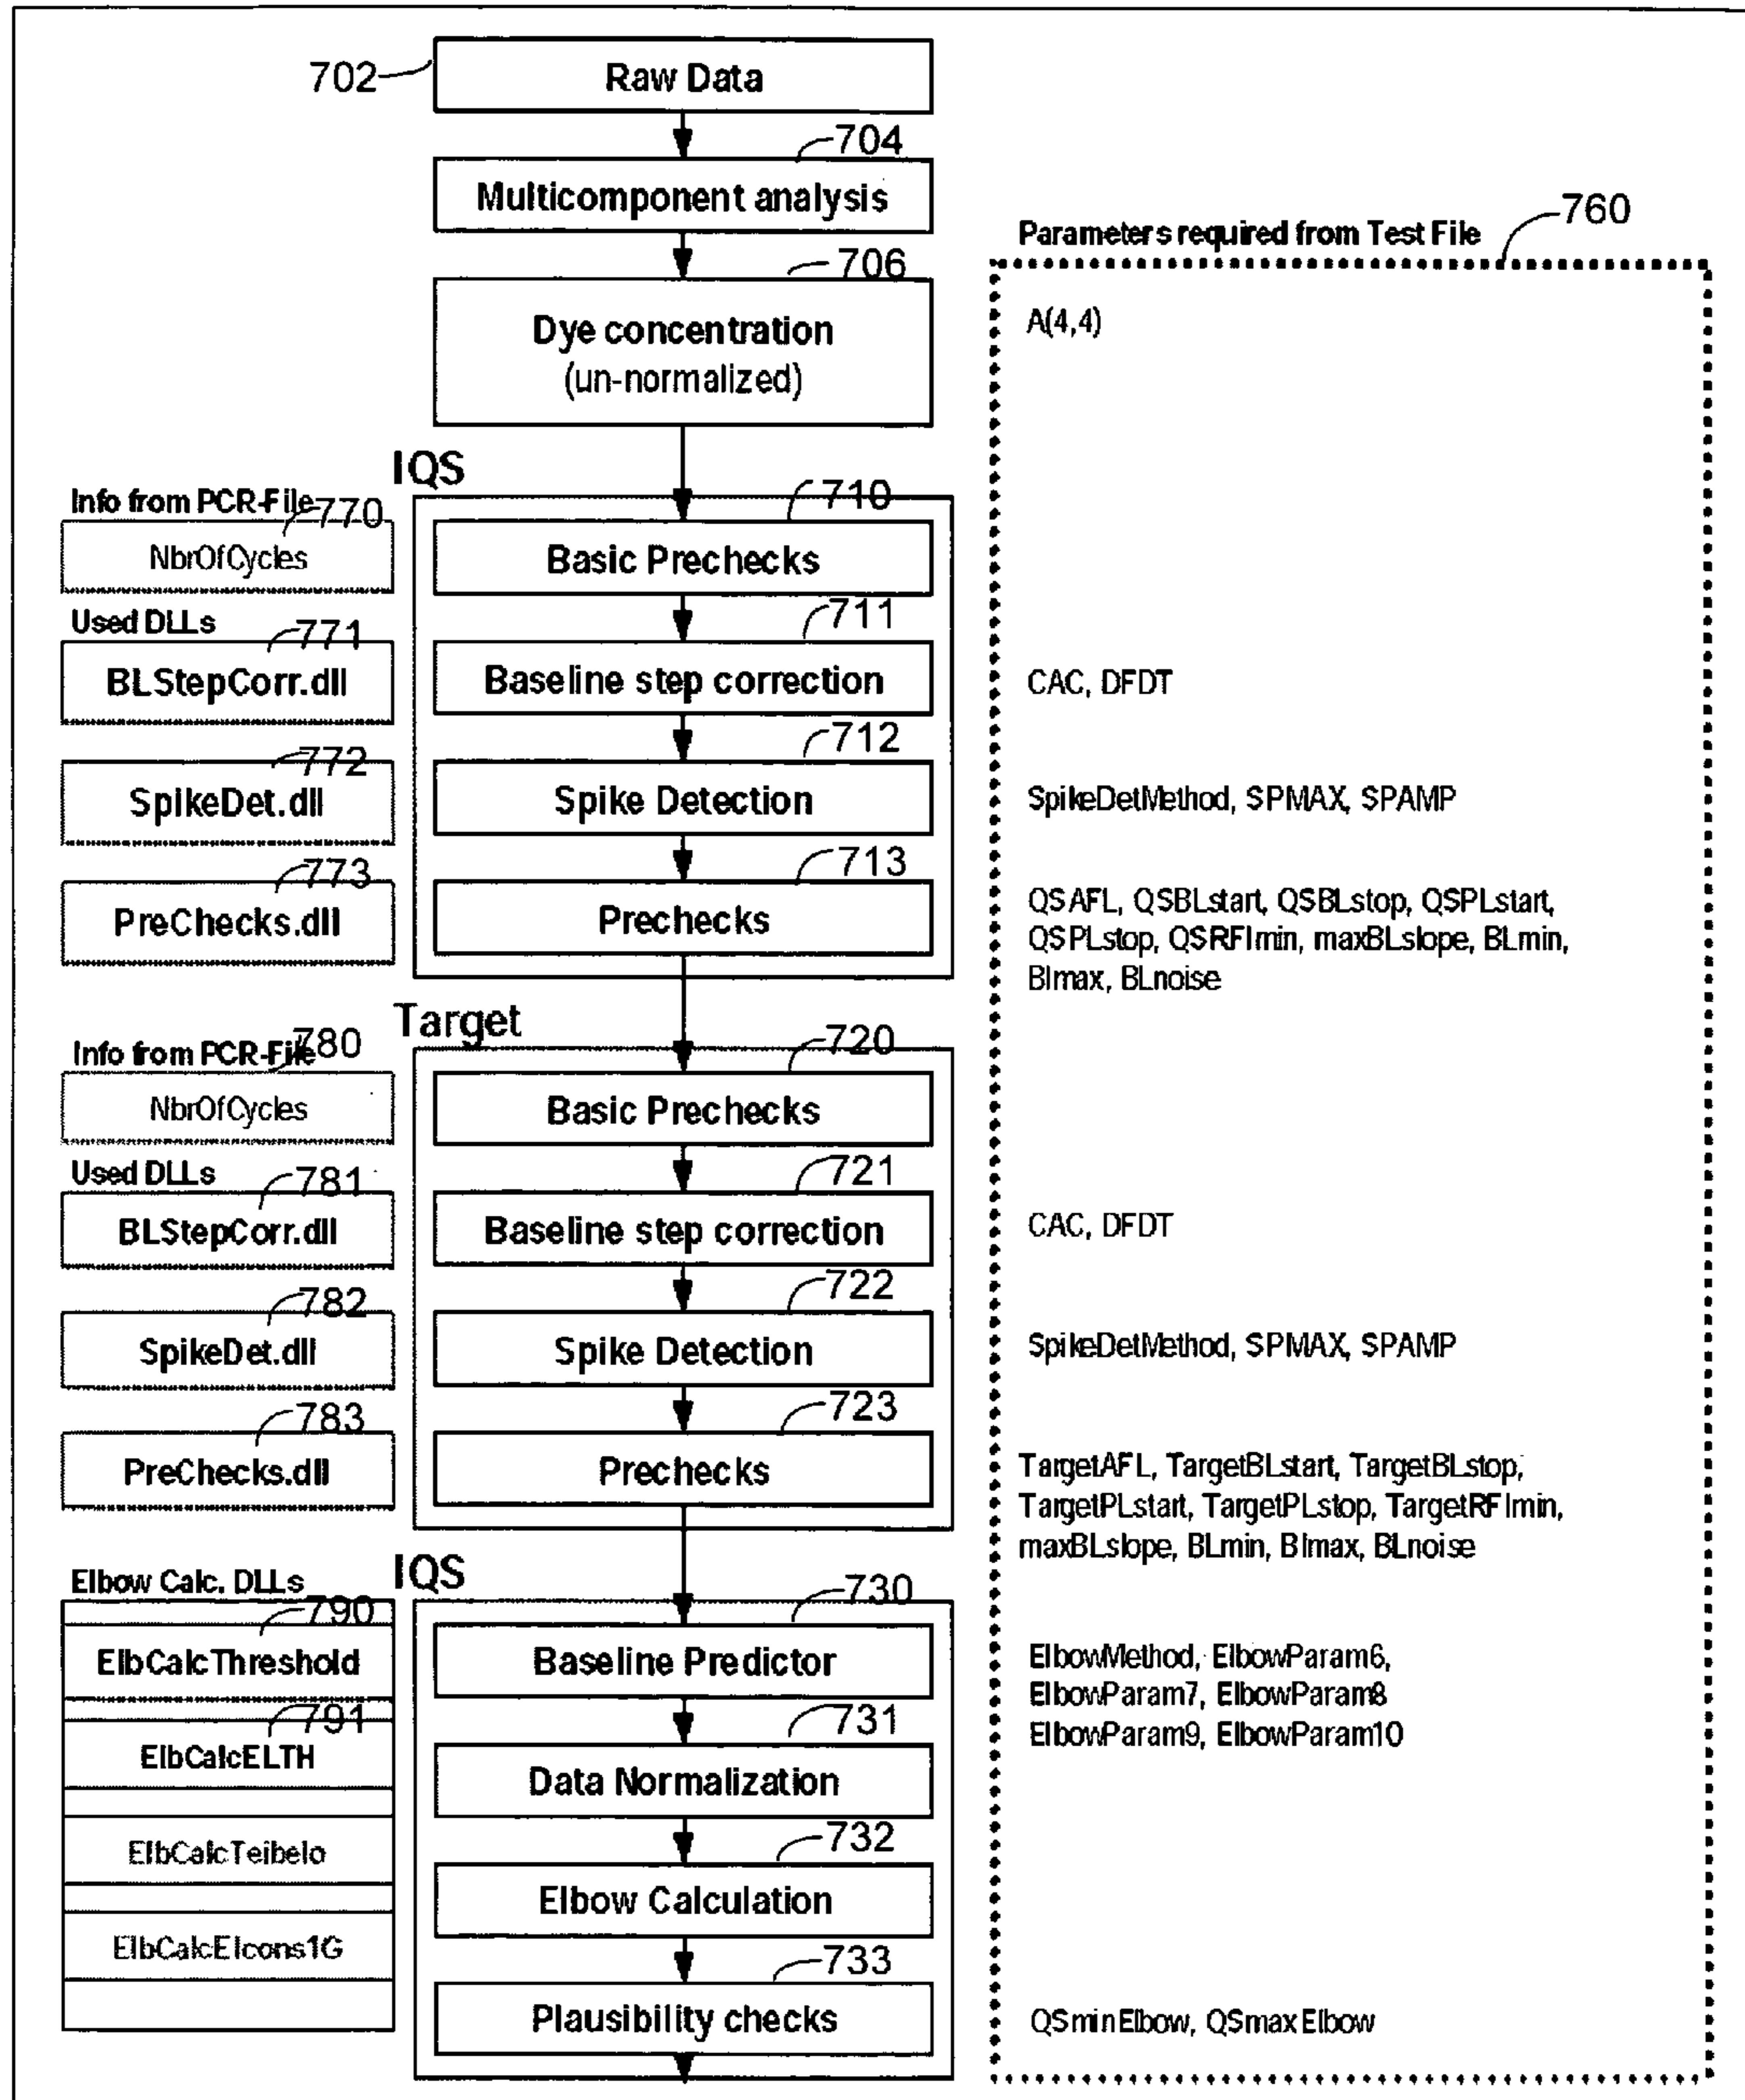 702
Raw Data
704
Multicomponent analysis
760
Parameters required from Test File
706
Dye concentration
(un-normalized)
A(4,4)
IQS
Info from PCR-File
770
NbrOfCycles
710
Basic Prechecks
Used DLLs
771
BLStepCorr.dll
711
Baseline step correction
CAC, DFDT
772
SpikeDet.dll
712
Spike Detection
SpikeDetMethod, SPMAX, SPAMP
773
PreChecks.dll
713
Prechecks
QSAFL, QSBLstart, QSBLstop, QSPLstart,
QSPLstop, QSRFImin, maxBLslope, BLmin,
Blmax, BLnoise
Target
Info from PCR-File
780
NbrOfCycles
720
Basic Prechecks
Used DLLs
781
BLStepCorr.dll
721
Baseline step correction
CAC, DFDT
782
SpikeDet.dll
722
Spike Detection
SpikeDetMethod, SPMAX, SPAMP
783
PreChecks.dll
723
Prechecks
TargetAFL, TargetBLstart, TargetBLstop,
TargetPLstart, TargetPLstop, TargetRFImin,
maxBLslope, BLmin, Blmax, BLnoise
IQS
Elbow Calc. DLLs
790
ElbCalcThreshold
730
Baseline Predictor
ElbowMethod, ElbowParam6,
ElbowParam7, ElbowParam8
ElbowParam9, ElbowParam10
791
ElbCalcELTH
731
Data Normalization
ElbCalcTeibelo
732
Elbow Calculation
ElbCalcElcons1G
733
Plausibility checks
QSminElbow, QSmaxElbow